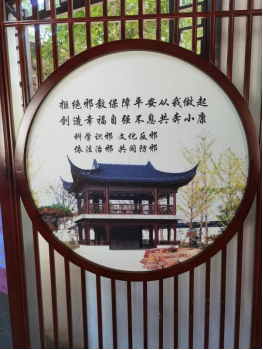 拒绝邪教保障平安从我做起
创造幸福自强不息共奔小康
科学识邪 文化反邪
依法治邪 共同防邪